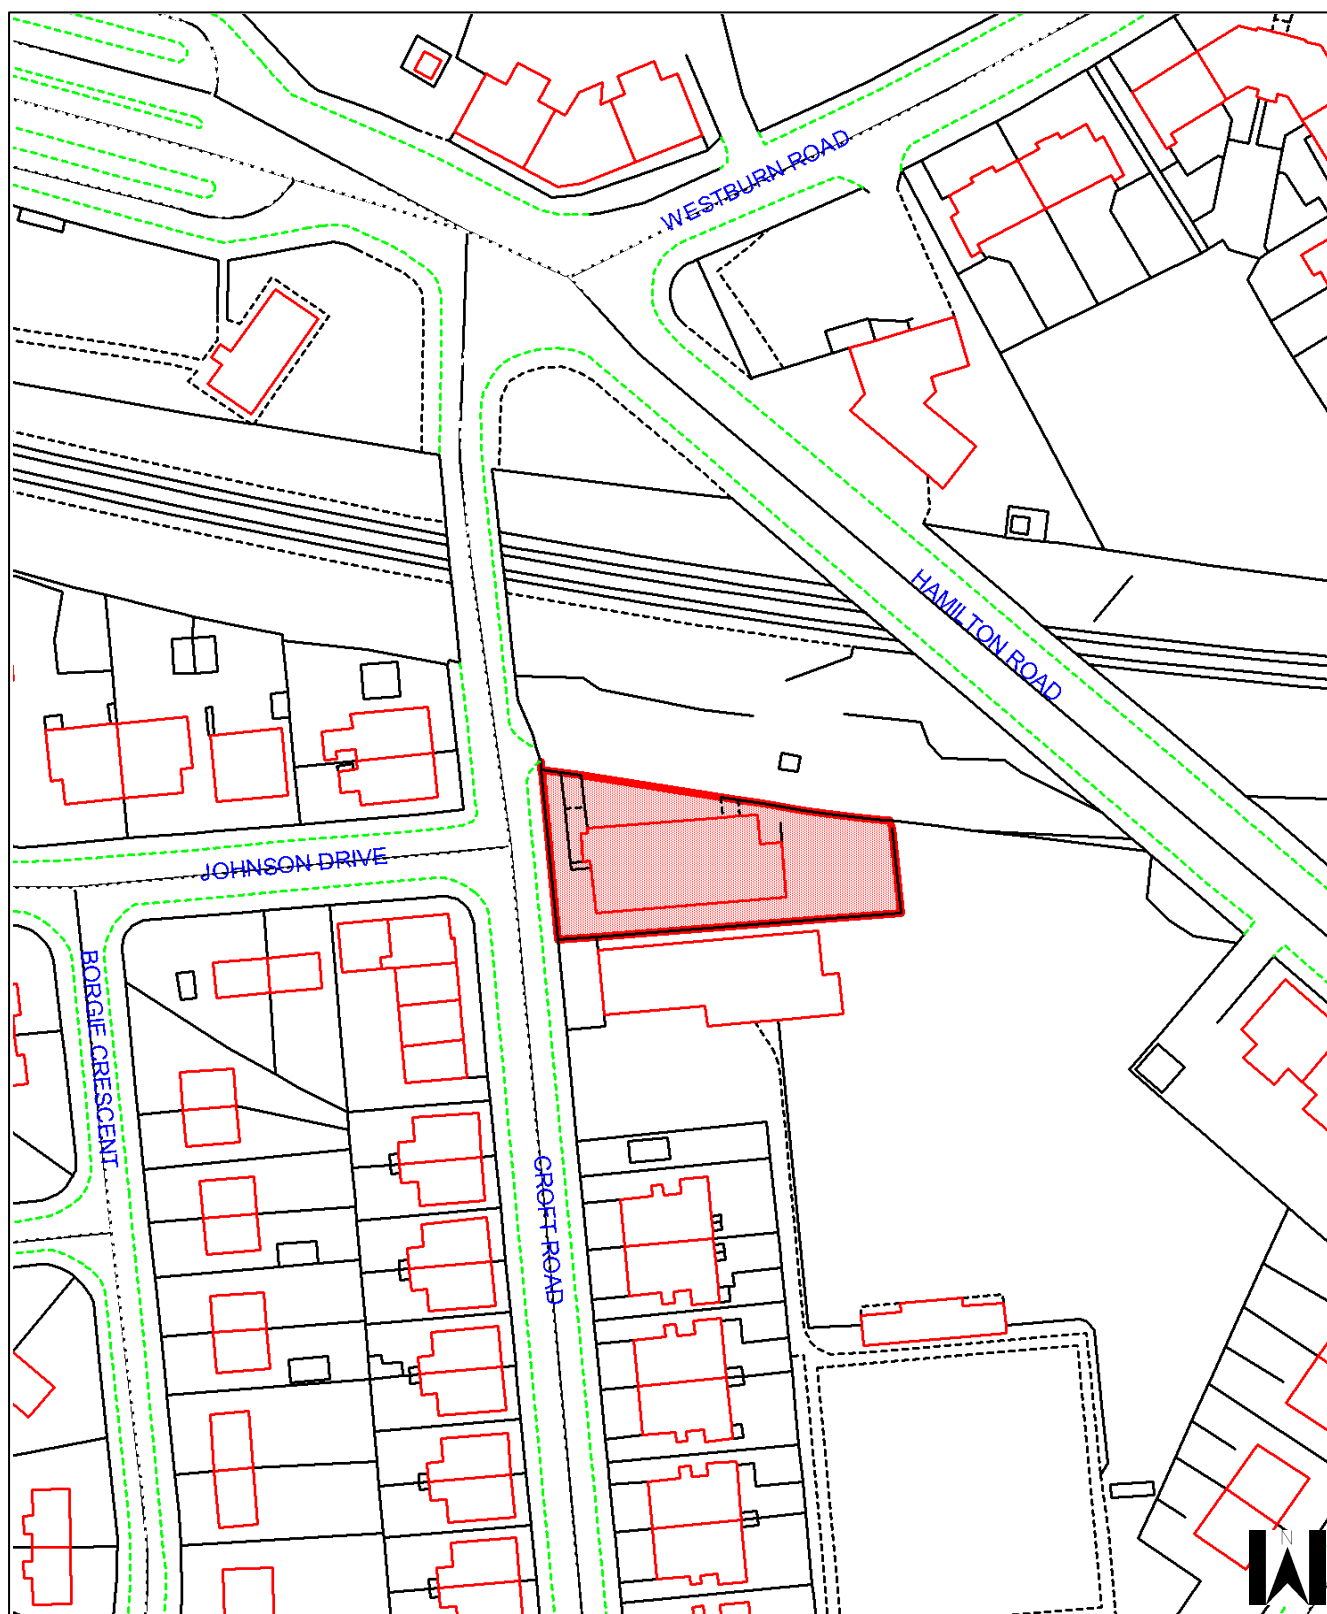 WESTBURN ROAD
HAMILTON ROAD
JOHNSON DRIVE
BORGIE CRESCENT
CROFT ROAD
N